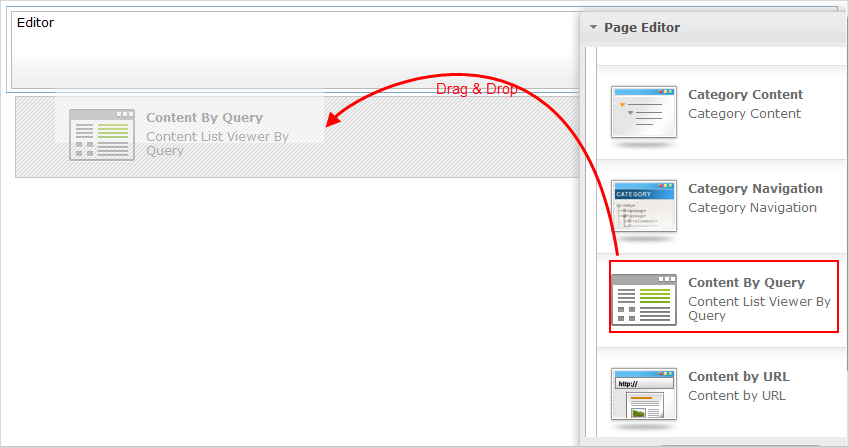 Editor
Content By Query
Content List Viewer By
Query
Drag & Drop
Page Editor
Category Content
Category Content
CATEGORY
Category Navigation
Category Navigation
Content By Query
Content List Viewer By
Query
http://
Content by URL
Content by URL